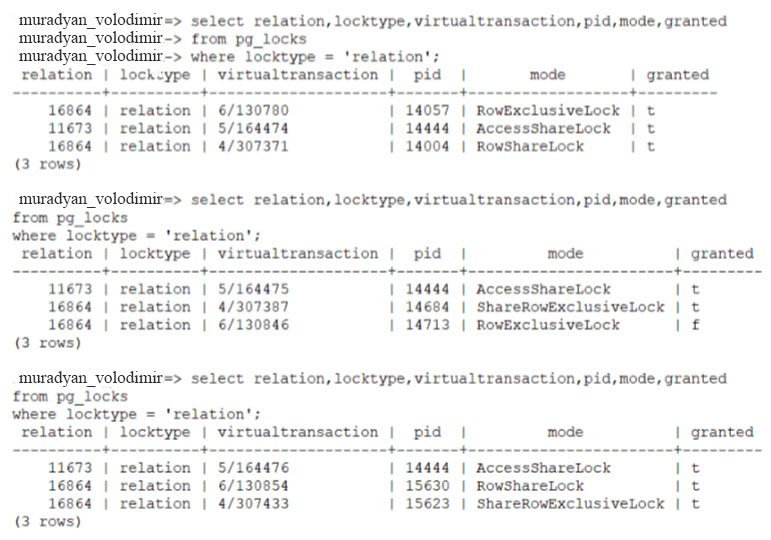 muradyan_volodimir=> select relation,locktype,virtualtransaction,pid,mode,granted
muradyan_volodimir-> from pg_locks
muradyan_volodimir-> where locktype = 'relation';
 relation | locktype | virtualtransaction |  pid  |       mode       | granted
----------+----------+--------------------+-------+------------------+---------
    16864 | relation | 6/130780           | 14057 | RowExclusiveLock | t
    11673 | relation | 5/164474           | 14444 | AccessShareLock  | t
    16864 | relation | 4/307371           | 14004 | RowShareLock     | t
(3 rows)
muradyan_volodimir=> select relation,locktype,virtualtransaction,pid,mode,granted
from pg_locks
where locktype = 'relation';
 relation | locktype | virtualtransaction |  pid  |         mode          | granted
----------+----------+--------------------+-------+-----------------------+---------
    11673 | relation | 5/164475           | 14444 | AccessShareLock       | t
    16864 | relation | 4/307387           | 14684 | ShareRowExclusiveLock | t
    16864 | relation | 6/130846           | 14713 | RowExclusiveLock      | f
(3 rows)
muradyan_volodimir=> select relation,locktype,virtualtransaction,pid,mode,granted
from pg_locks
where locktype = 'relation';
 relation | locktype | virtualtransaction |  pid  |         mode          | granted
----------+----------+--------------------+-------+-----------------------+---------
    11673 | relation | 5/164476           | 14444 | AccessShareLock       | t
    16864 | relation | 6/130854           | 15630 | RowShareLock          | t
    16864 | relation | 4/307433           | 15623 | ShareRowExclusiveLock | t
(3 rows)